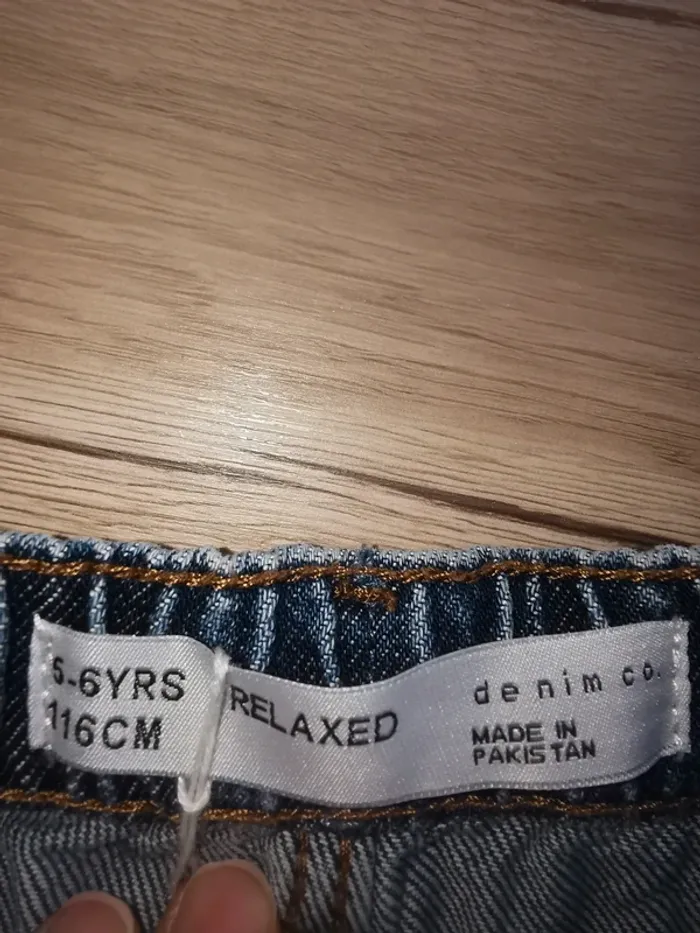 5-6YRS
116CM
RELAXED
denim co.
MADE IN
PAKISTAN